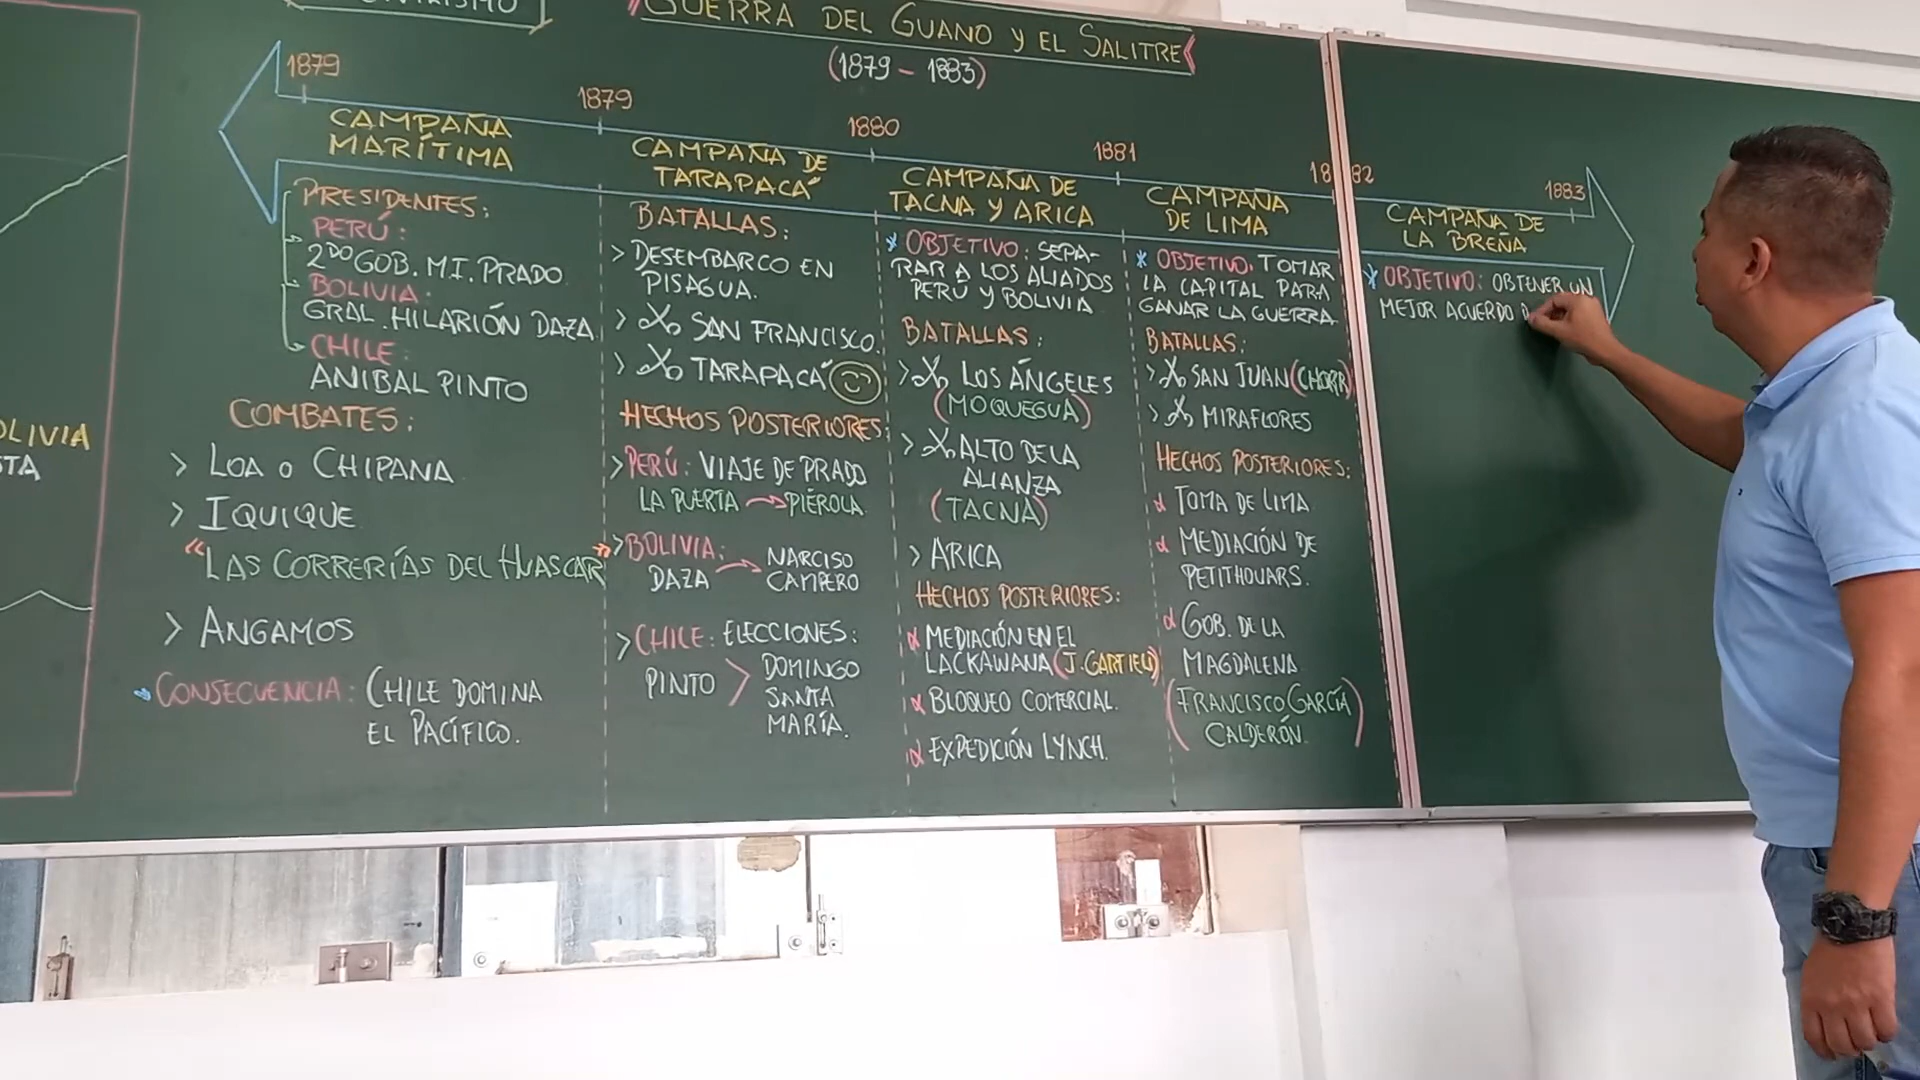 GUERRA DEL GUANO Y EL SALITRE
(1879 - 1883)
1879
1879
1880
1881
1882
1883
CAMPAÑA
MARÍTIMA
PRESIDENTES:
PERÚ:
2DO GOB. M.I. PRADO
BOLIVIA:
GRAL. HILARIÓN DAZA
CHILE:
ANIBAL PINTO
COMBATES:
> LOA O CHIPANA
> IQUIQUE
"LAS CORRERÍAS DEL HUASCAR"
> ANGAMOS
CONSECUENCIA: CHILE DOMINA
EL PACÍFICO.
CAMPAÑA DE
TARAPACÁ
BATALLAS:
> DESEMBARCO EN
PISAGUA.
> SAN FRANCISCO.
> TARAPACÁ
HECHOS POSTERIORES:
> PERÚ: VIAJE DE PRADO
LA PUERTA → PIÉROLA
> BOLIVIA:
DAZA → NARCISO
CAMPERO
> CHILE: ELECCIONES:
PINTO > DOMINGO
SANTA
MARÍA.
CAMPAÑA DE
TACNA Y ARICA
* OBJETIVO: SEPA-
RAR A LOS ALIADOS
PERÚ Y BOLIVIA
BATALLAS:
> LOS ÁNGELES
(MOQUEGUA)
> ALTO DE LA
ALIANZA
(TACNA)
> ARICA
HECHOS POSTERIORES:
α MEDIACIÓN EN EL
LACKAWANA (J. GARFIELD)
α BLOQUEO COMERCIAL.
α EXPEDICIÓN LYNCH.
CAMPAÑA
DE LIMA
* OBJETIVO: TOMAR
LA CAPITAL PARA
GANAR LA GUERRA
BATALLAS:
> SAN JUAN (CHORR)
> MIRAFLORES
HECHOS POSTERIORES:
α TOMA DE LIMA
α MEDIACIÓN DE
PETITHOUARS.
α GOB. DE LA
MAGDALENA
(FRANCISCO GARCÍA
CALDERÓN)
CAMPAÑA DE
LA BREÑA
* OBJETIVO: OBTENER UN
MEJOR ACUERDO
OLIVIA
STA